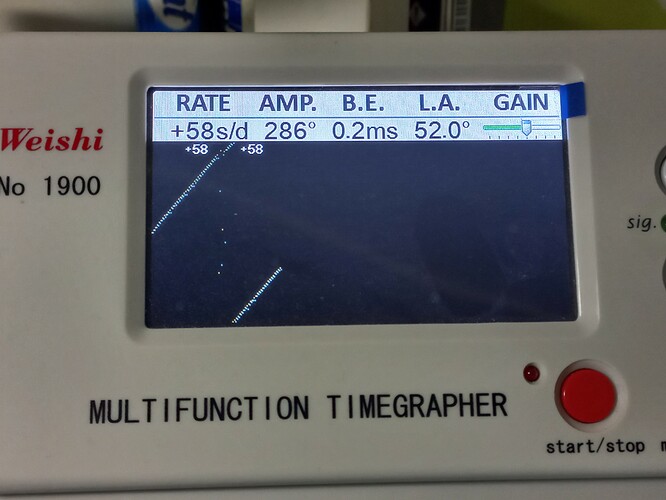 RATE AMP. B.E. L.A. GAIN
+58s/d 286° 0.2ms 52.0°
+58 +58
Weishi
No 1900
sig.
MULTIFUNCTION TIMEGRAPHER
start/stop